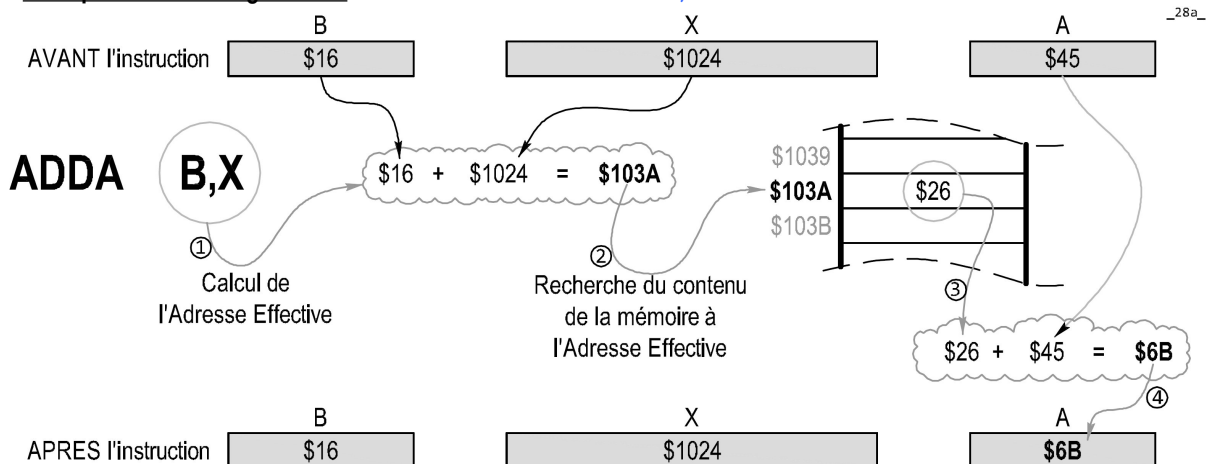 _28a_
B X A
AVANT l'instruction $16 $1024 $45
ADDA B,X
$16 + $1024 = $103A
$1039
$103A $26
$103B
①
Calcul de
l'Adresse Effective
②
Recherche du contenu
de la mémoire à
l'Adresse Effective
③
$26 + $45 = $6B
④
B X A
APRES l'instruction $16 $1024 $6B